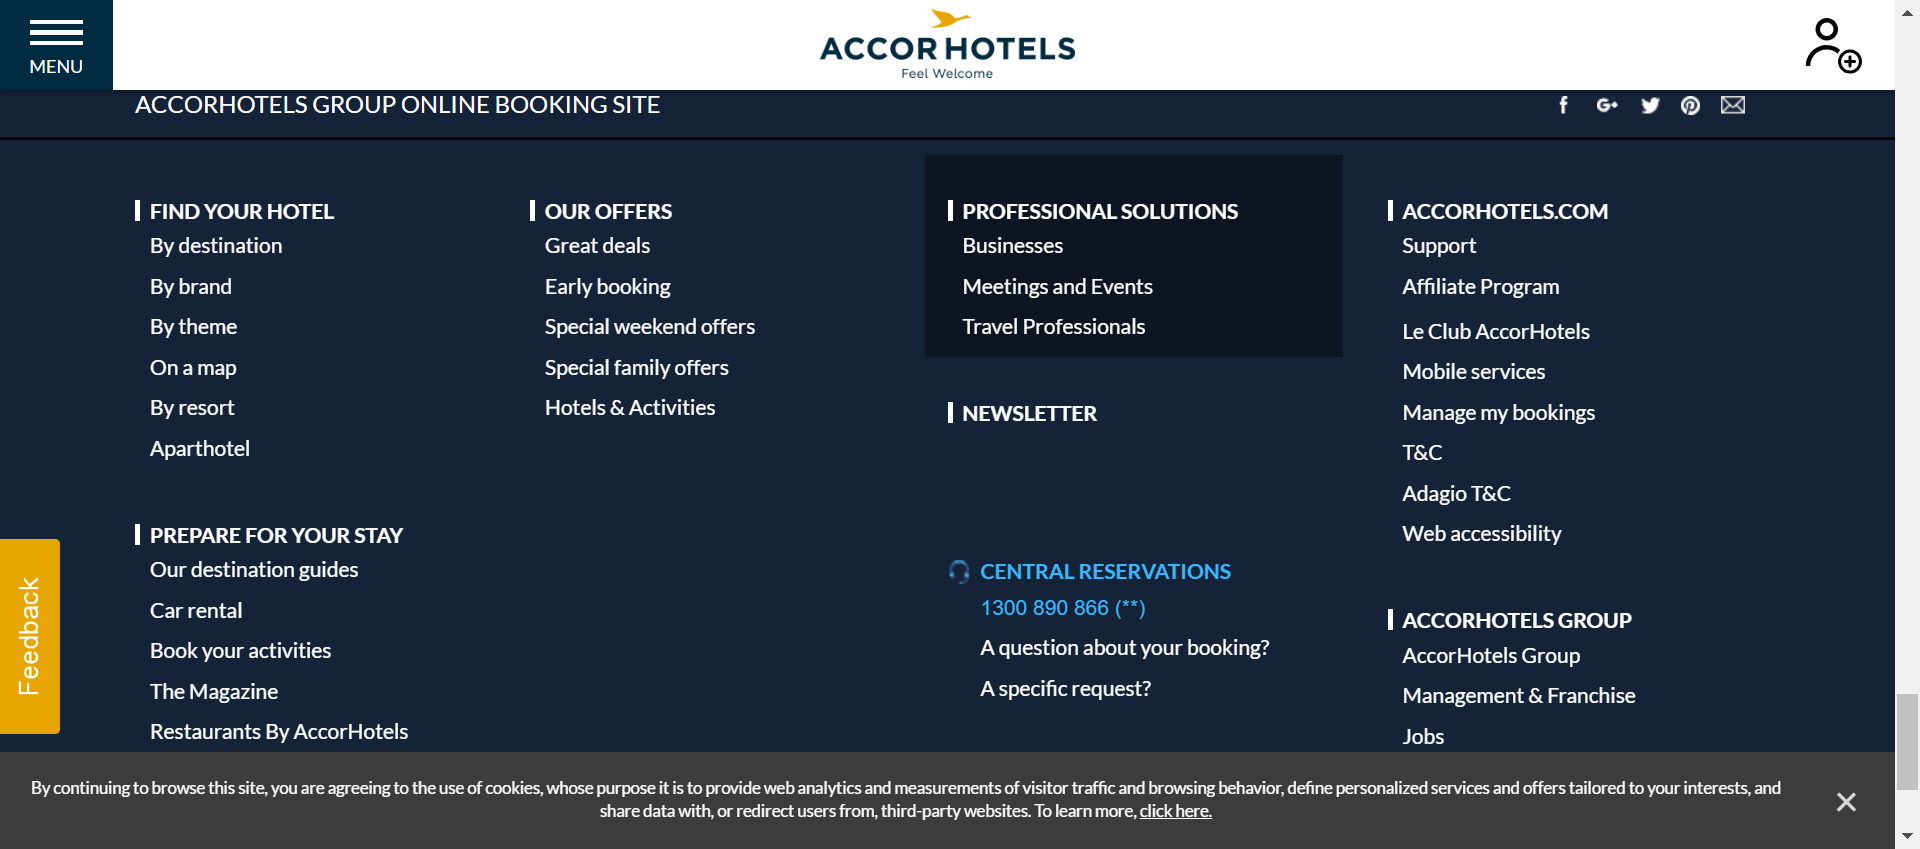 MENU
ACCOR HOTELS
Feel Welcome
ACCORHOTELS GROUP ONLINE BOOKING SITE
FIND YOUR HOTEL
By destination
By brand
By theme
On a map
By resort
Aparthotel
PREPARE FOR YOUR STAY
Our destination guides
Car rental
Book your activities
The Magazine
Restaurants By AccorHotels
OUR OFFERS
Great deals
Early booking
Special weekend offers
Special family offers
Hotels & Activities
PROFESSIONAL SOLUTIONS
Businesses
Meetings and Events
Travel Professionals
NEWSLETTER
CENTRAL RESERVATIONS
1300 890 866 (**)
A question about your booking?
A specific request?
ACCORHOTELS.COM
Support
Affiliate Program
Le Club AccorHotels
Mobile services
Manage my bookings
T&C
Adagio T&C
Web accessibility
ACCORHOTELS GROUP
AccorHotels Group
Management & Franchise
Jobs
Feedback
By continuing to browse this site, you are agreeing to the use of cookies, whose purpose it is to provide web analytics and measurements of visitor traffic and browsing behavior, define personalized services and offers tailored to your interests, and
share data with, or redirect users from, third-party websites. To learn more, click here.